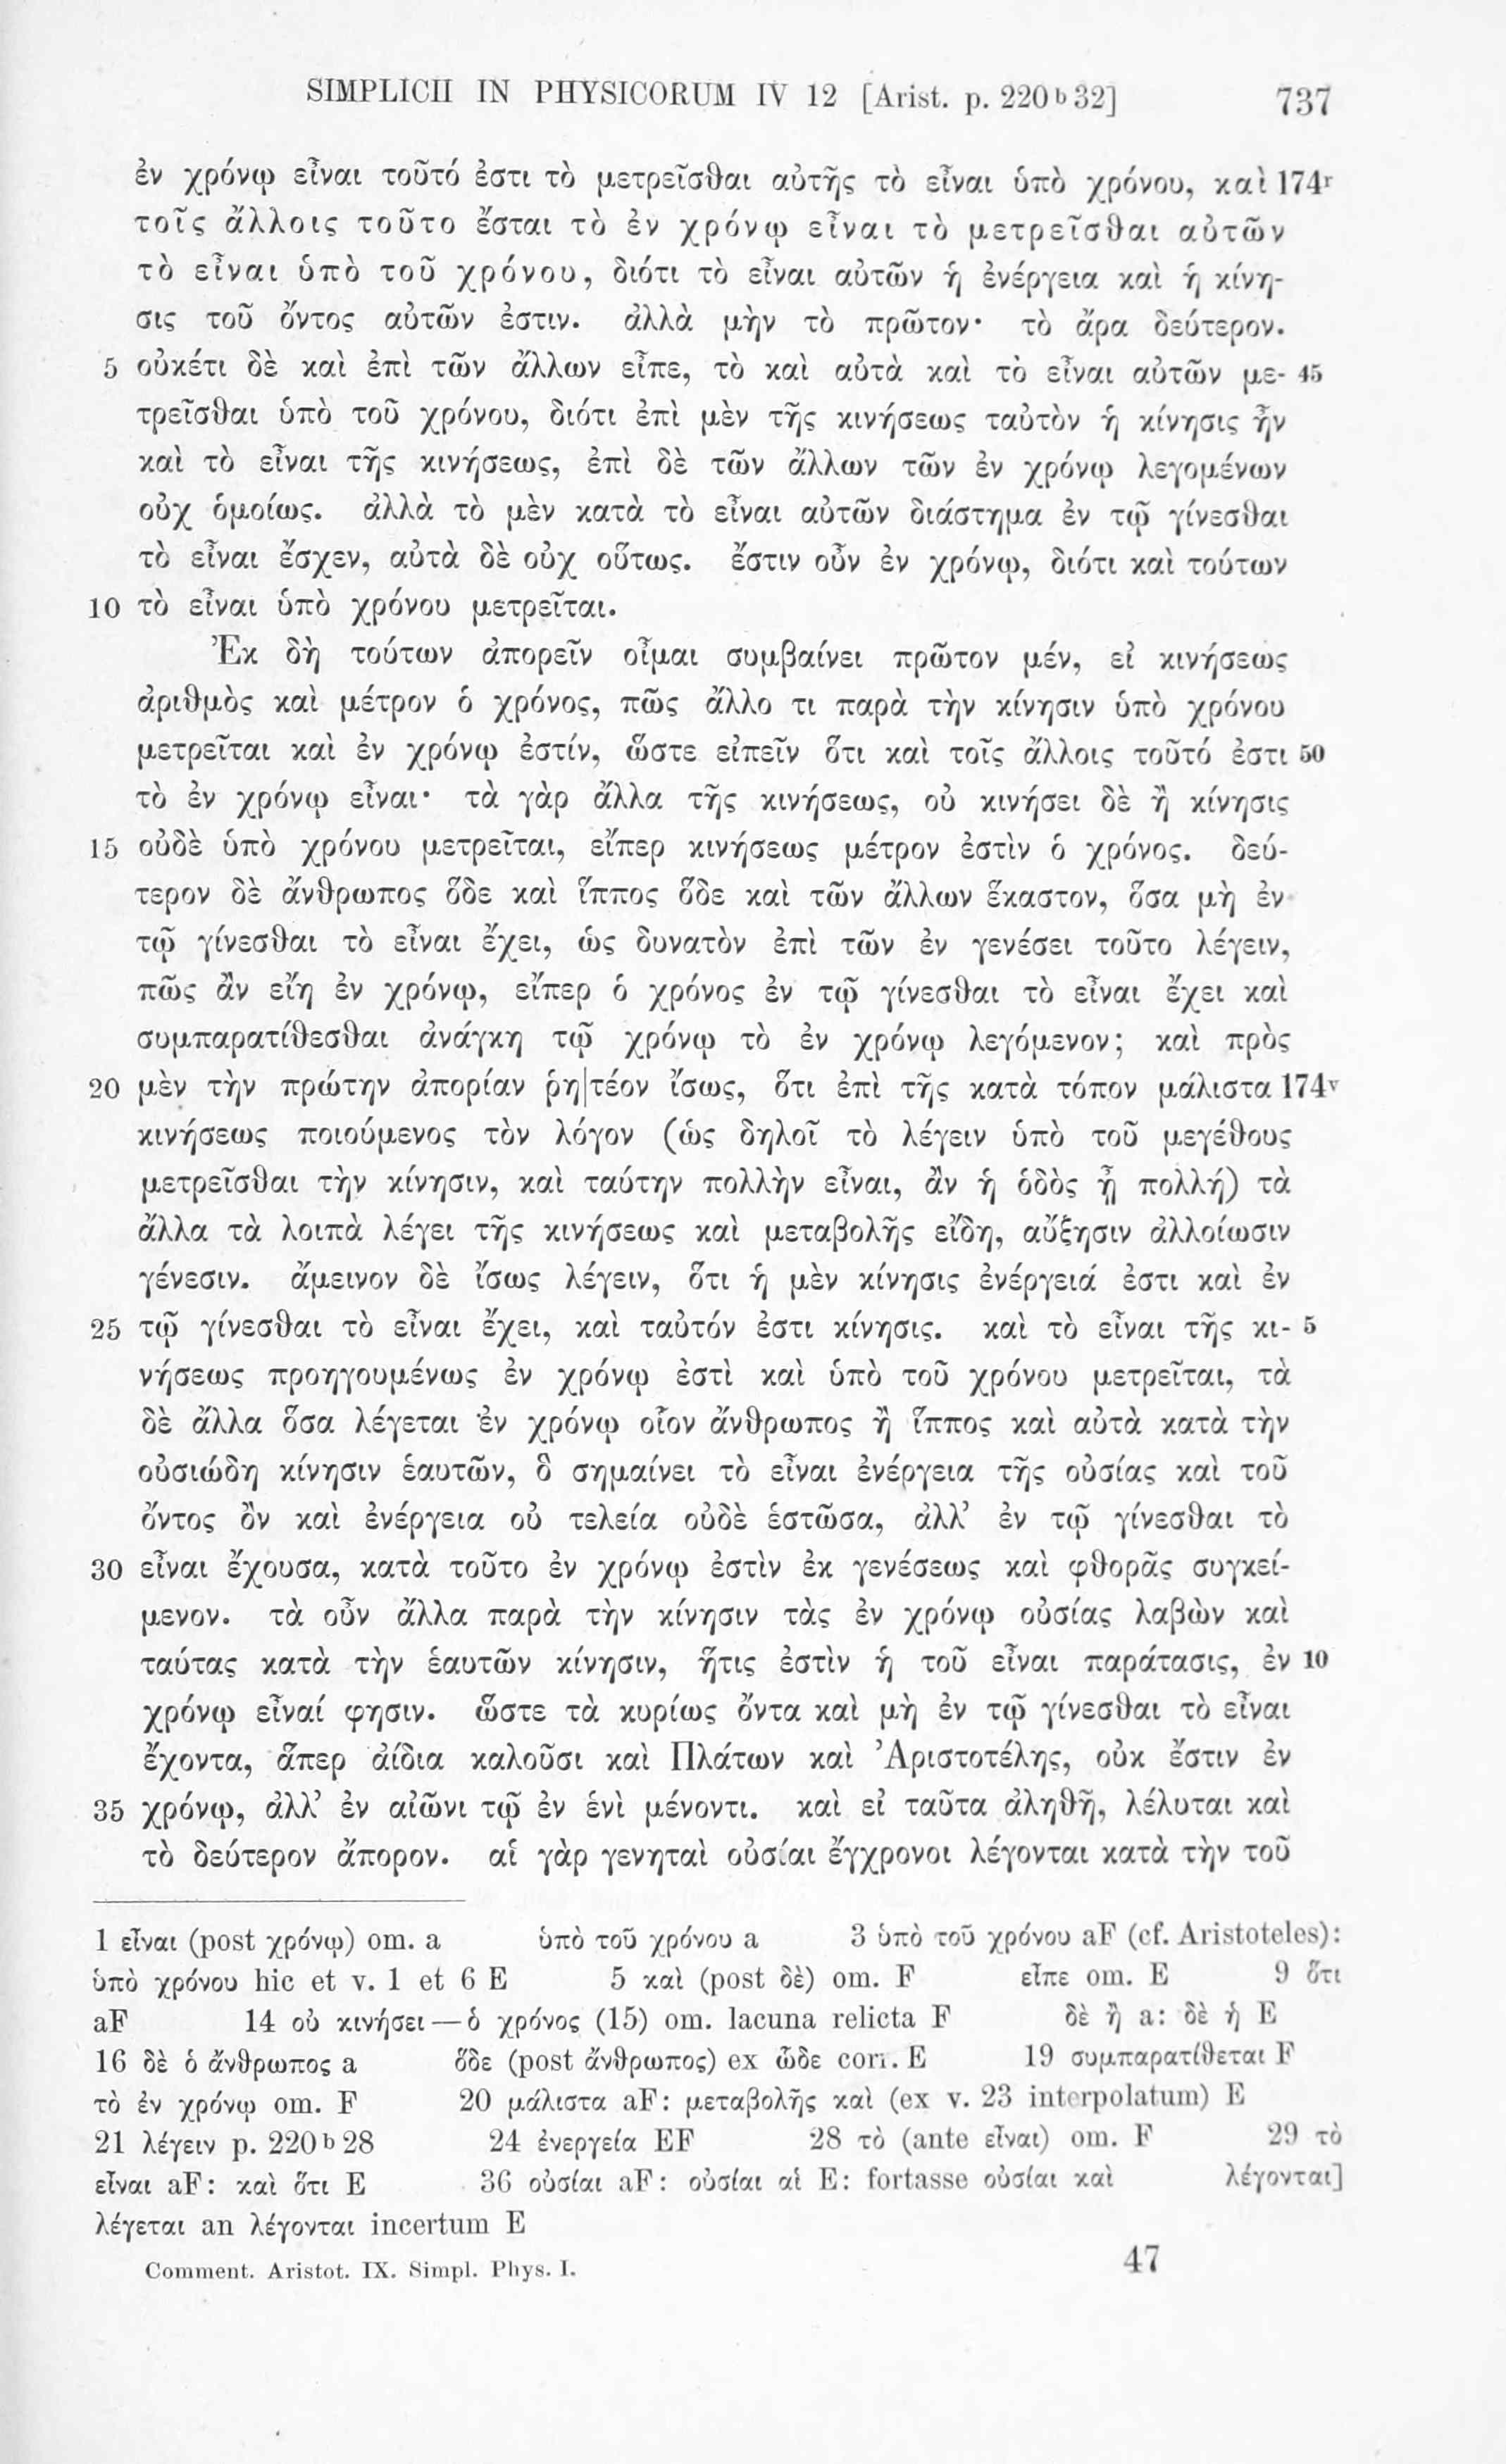 SIMPLICII IN PHYSICORUM IV 12 [Arist. p. 220 b 32] 737
ἐν χρόνῳ εἶναι τοῦτό ἐστι τὸ μετρεῖσθαι αὐτῆς τὸ εἶναι ὑπὸ χρόνου, καὶ 174r
τοῖς ἄλλοις τοῦτο ἔσται τὸ ἐν χρόνῳ εἶναι τὸ μετρεῖσθαι αὐτῶν
τὸ εἶναι ὑπὸ τοῦ χρόνου, διότι τὸ εἶναι αὐτῶν ἡ ἐνέργεια καὶ ἡ κίνη-
σις τοῦ ὄντος αὐτῶν ἐστιν. ἀλλὰ μὴν τὸ πρῶτον· τὸ ἄρα δεύτερον.
5 οὐκέτι δὲ καὶ ἐπὶ τῶν ἄλλων εἶπε, τὸ καὶ αὐτὰ καὶ τὸ εἶναι αὐτῶν με- 45
τρεῖσθαι ὑπὸ τοῦ χρόνου, διότι ἐπὶ μὲν τῆς κινήσεως ταὐτὸν ἡ κίνησις ἦν
καὶ τὸ εἶναι τῆς κινήσεως, ἐπὶ δὲ τῶν ἄλλων τῶν ἐν χρόνῳ λεγομένων
οὐχ ὁμοίως. ἀλλὰ τὸ μὲν κατὰ τὸ εἶναι αὐτῶν διάστημα ἐν τῷ γίνεσθαι
τὸ εἶναι ἔσχεν, αὐτὰ δὲ οὐχ οὕτως. ἔστιν οὖν ἐν χρόνῳ, διότι καὶ τούτων
10 τὸ εἶναι ὑπὸ χρόνου μετρεῖται.
Ἐκ δὴ τούτων ἀπορεῖν οἶμαι συμβαίνει πρῶτον μέν, εἰ κινήσεως
ἀριθμὸς καὶ μέτρον ὁ χρόνος, πῶς ἄλλο τι παρὰ τὴν κίνησιν ὑπὸ χρόνου
μετρεῖται καὶ ἐν χρόνῳ ἐστίν, ὥστε εἰπεῖν ὅτι καὶ τοῖς ἄλλοις τοῦτό ἐστι 50
τὸ ἐν χρόνῳ εἶναι· τὰ γὰρ ἄλλα τῆς κινήσεως, οὐ κινήσει δὲ ἢ κίνησις
15 οὐδὲ ὑπὸ χρόνου μετρεῖται, εἴπερ κινήσεως μέτρον ἐστὶν ὁ χρόνος. δεύ-
τερον δὲ ἄνθρωπος ὅδε καὶ ἵππος ὅδε καὶ τῶν ἄλλων ἕκαστον, ὅσα μὴ ἐν
τῷ γίνεσθαι τὸ εἶναι ἔχει, ὡς δυνατὸν ἐπὶ τῶν ἐν γενέσει τοῦτο λέγειν,
πῶς ἂν εἴη ἐν χρόνῳ, εἴπερ ὁ χρόνος ἐν τῷ γίνεσθαι τὸ εἶναι ἔχει καὶ
συμπαρατίθεσθαι ἀνάγκη τῷ χρόνῳ τὸ ἐν χρόνῳ λεγόμενον; καὶ πρὸς
20 μὲν τὴν πρώτην ἀπορίαν ῥη|τέον ἴσως, ὅτι ἐπὶ τῆς κατὰ τόπον μάλιστα 174v
κινήσεως ποιούμενος τὸν λόγον (ὡς δηλοῖ τὸ λέγειν ὑπὸ τοῦ μεγέθους
μετρεῖσθαι τὴν κίνησιν, καὶ ταύτην πολλὴν εἶναι, ἂν ἡ ὁδὸς ᾖ πολλή) τὰ
ἄλλα τὰ λοιπὰ λέγει τῆς κινήσεως καὶ μεταβολῆς εἴδη, αὔξησιν ἀλλοίωσιν
γένεσιν. ἄμεινον δὲ ἴσως λέγειν, ὅτι ἡ μὲν κίνησις ἐνέργειά ἐστι καὶ ἐν
25 τῷ γίνεσθαι τὸ εἶναι ἔχει, καὶ ταὐτόν ἐστι κίνησις. καὶ τὸ εἶναι τῆς κι- 5
νήσεως προηγουμένως ἐν χρόνῳ ἐστὶ καὶ ὑπὸ τοῦ χρόνου μετρεῖται, τὰ
δὲ ἄλλα ὅσα λέγεται ἐν χρόνῳ οἷον ἄνθρωπος ἢ ἵππος καὶ αὐτὰ κατὰ τὴν
οὐσιώδη κίνησιν ἑαυτῶν, ὃ σημαίνει τὸ εἶναι ἐνέργεια τῆς οὐσίας καὶ τοῦ
ὄντος ὂν καὶ ἐνέργεια οὐ τελεία οὐδὲ ἑστῶσα, ἀλλ’ ἐν τῷ γίνεσθαι τὸ
30 εἶναι ἔχουσα, κατὰ τοῦτο ἐν χρόνῳ ἐστὶν ἐκ γενέσεως καὶ φθορᾶς συγκεί-
μενον. τὰ οὖν ἄλλα παρὰ τὴν κίνησιν τὰς ἐν χρόνῳ οὐσίας λαβὼν καὶ
ταύτας κατὰ τὴν ἑαυτῶν κίνησιν, ἥτις ἐστὶν ἡ τοῦ εἶναι παράτασις, ἐν 10
χρόνῳ εἶναί φησιν. ὥστε τὰ κυρίως ὄντα καὶ μὴ ἐν τῷ γίνεσθαι τὸ εἶναι
ἔχοντα, ἅπερ ἀίδια καλοῦσι καὶ Πλάτων καὶ Ἀριστοτέλης, οὐκ ἔστιν ἐν
35 χρόνῳ, ἀλλ’ ἐν αἰῶνι τῷ ἐν ἑνὶ μένοντι. καὶ εἰ ταῦτα ἀληθῆ, λέλυται καὶ
τὸ δεύτερον ἄπορον. αἱ γὰρ γενηταὶ οὐσίαι ἔγχρονοι λέγονται κατὰ τὴν τοῦ
1 εἶναι (post χρόνῳ) om. a ὑπὸ τοῦ χρόνου a 3 ὑπὸ τοῦ χρόνου aF (cf. Aristoteles):
ὑπὸ χρόνου hic et v. 1 et 6 E 5 καὶ (post δὲ) om. F εἶπε om. E 9 ὅτι
aF 14 οὐ κινήσει — ὁ χρόνος (15) om. lacuna relicta F δὲ ἢ a: δὲ ἡ E
16 δὲ ὁ ἄνθρωπος a ὅδε (post ἄνθρωπος) ex ὧδε corr. E 19 συμπαρατίθεται F
τὸ ἐν χρόνῳ om. F 20 μάλιστα aF: μεταβολῆς καὶ (ex v. 23 interpolatum) E
21 λέγειν p. 220 b 28 24 ἐνεργεία EF 28 τὸ (ante εἶναι) om. F 29 τὸ
εἶναι aF: καὶ ὅτι E 36 οὐσίαι aF: οὐσίαι αἱ E: fortasse οὐσίαι καὶ λέγονται]
λέγεται an λέγονται incertum E
Comment. Aristot. IX. Simpl. Phys. I. 47